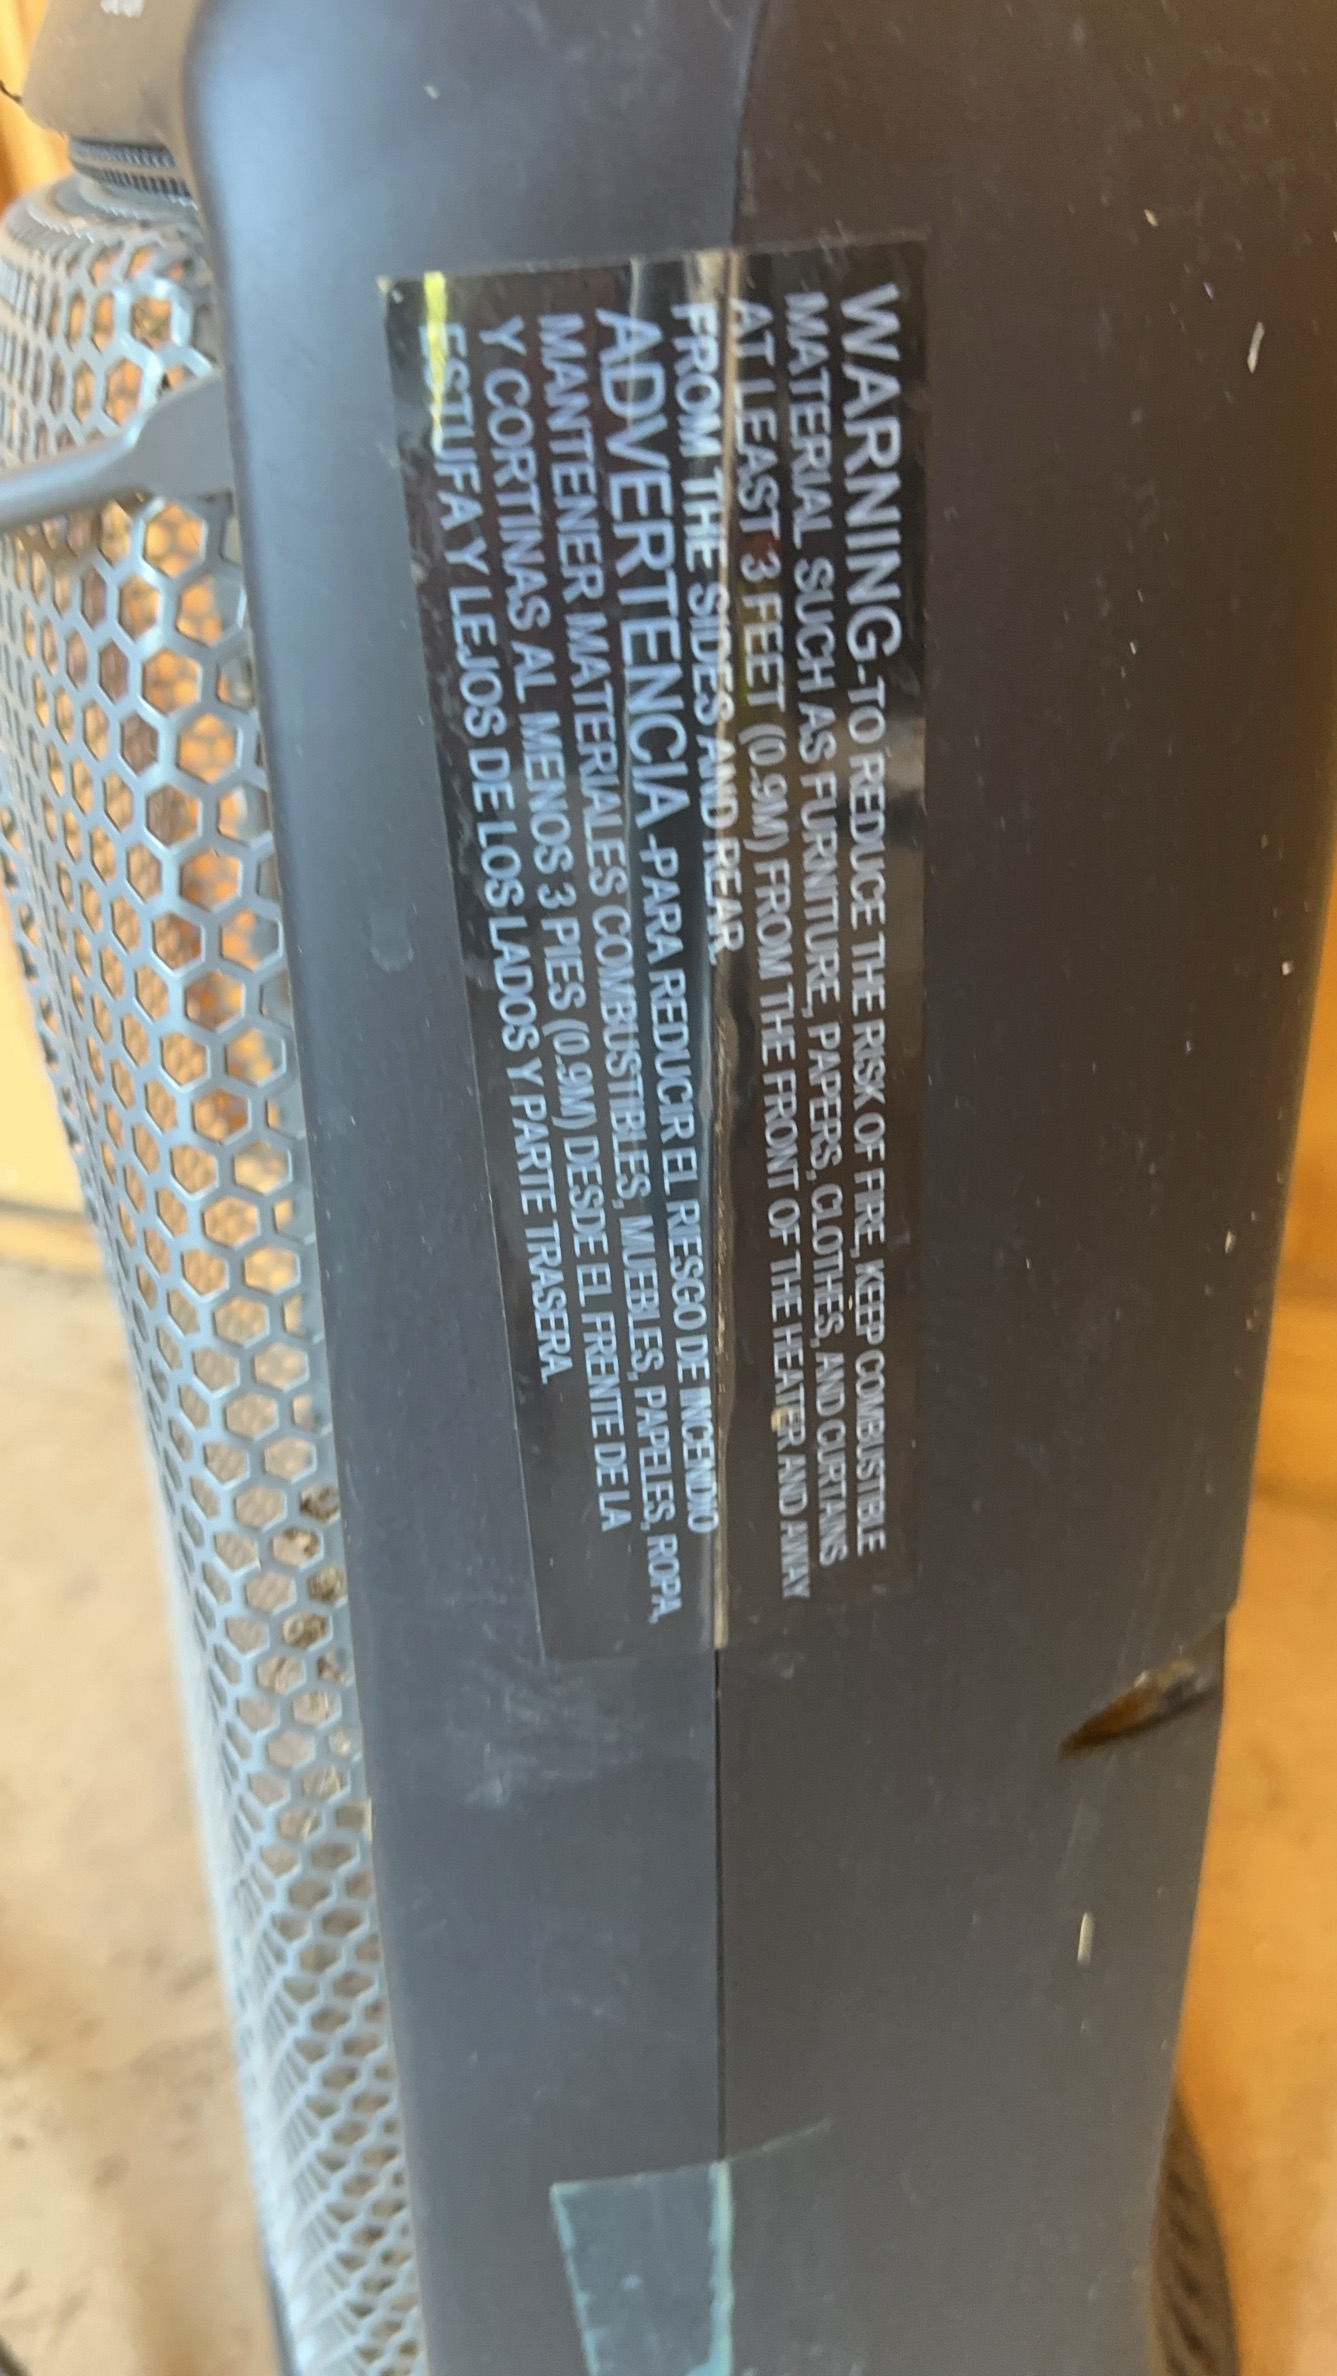 WARNING-TO REDUCE THE RISK OF FIRE, KEEP COMBUSTIBLE
MATERIAL SUCH AS FURNITURE, PAPERS, CLOTHES, AND CURTAINS
AT LEAST 3 FEET (0.9M) FROM THE FRONT OF THE HEATER AND AWAY
FROM THE SIDES AND REAR.
ADVERTENCIA-PARA REDUCIR EL RIESGO DE INCENDIO
MANTENER MATERIALES COMBUSTIBLES, MUEBLES, PAPELES, ROPA,
Y CORTINAS AL MENOS 3 PIES (0.9M) DESDE EL FRENTE DE LA
ESTUFA Y LEJOS DE LOS LADOS Y PARTE TRASERA.